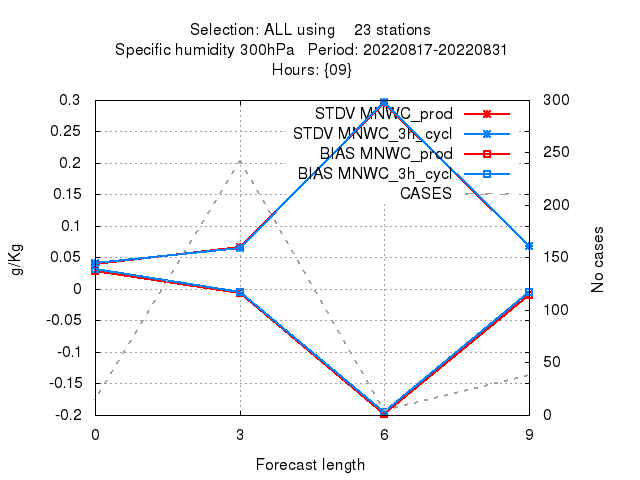 Selection: ALL using    23 stations
Specific humidity 300hPa   Period: 20220817-20220831
Hours: {09}
0.3
0.25
0.2
0.15
0.1
0.05
0
-0.05
-0.1
-0.15
-0.2
300
250
200
150
100
50
0
STDV MNWC_prod
STDV MNWC_3h_cycl
BIAS MNWC_prod
BIAS MNWC_3h_cycl
CASES
g/Kg
No cases
0 3 6 9
Forecast length